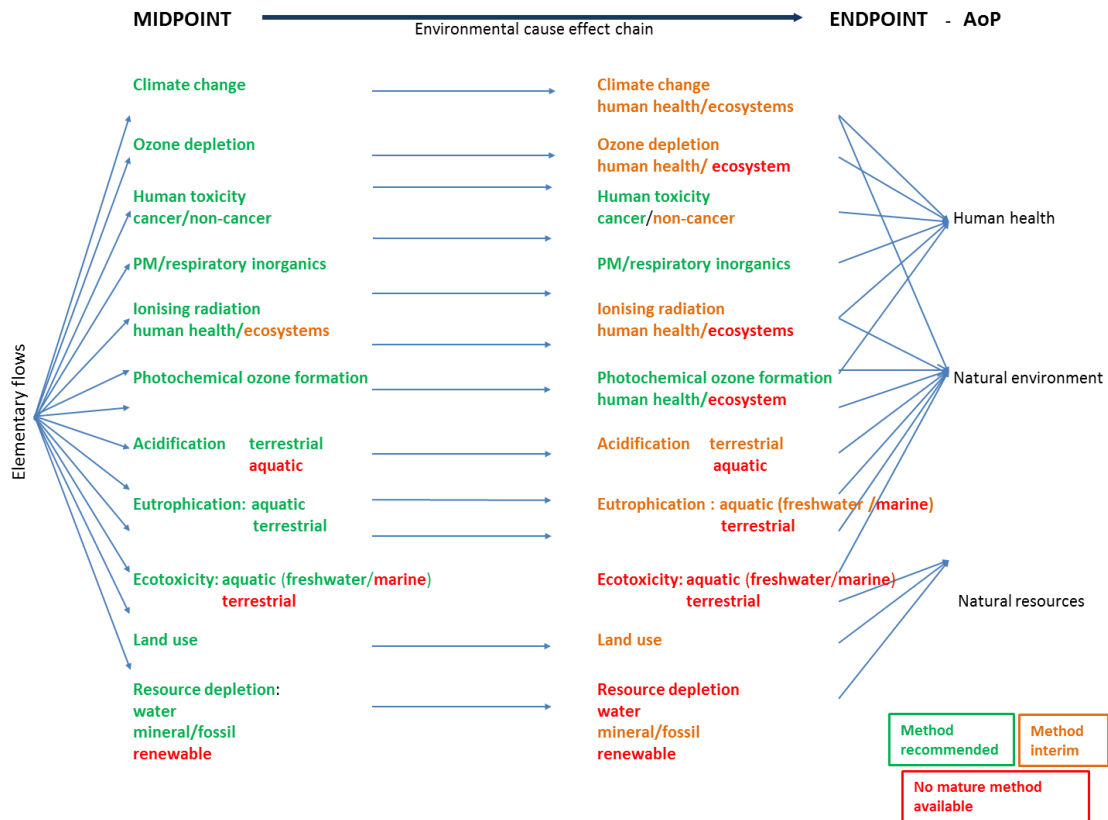 MIDPOINT
ENDPOINT - AoP
Environmental cause effect chain
Elementary flows
Climate change
Ozone depletion
Human toxicity
cancer/non-cancer
PM/respiratory inorganics
Ionising radiation
human health/ecosystems
Photochemical ozone formation
Acidification terrestrial
aquatic
Eutrophication: aquatic
terrestrial
Ecotoxicity: aquatic (freshwater/marine)
terrestrial
Land use
Resource depletion:
water
mineral/fossil
renewable
Climate change
human health/ecosystems
Ozone depletion
human health/ ecosystem
Human toxicity
cancer/non-cancer
PM/respiratory inorganics
Ionising radiation
human health/ecosystems
Photochemical ozone formation
human health/ecosystem
Acidification terrestrial
aquatic
Eutrophication : aquatic (freshwater /marine)
terrestrial
Ecotoxicity: aquatic (freshwater/marine)
terrestrial
Land use
Resource depletion
water
mineral/fossil
renewable
Human health
Natural environment
Natural resources
Method
recommended
Method
interim
No mature method
available